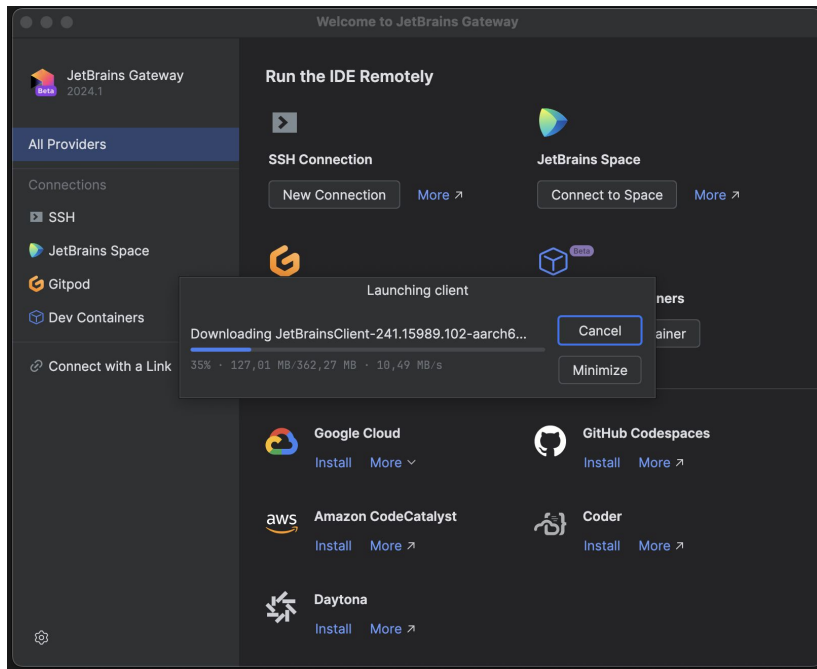 Welcome to JetBrains Gateway
JetBrains Gateway
Beta
2024.1
All Providers
Connections
SSH
JetBrains Space
Gitpod
Dev Containers
Connect with a Link
Run the IDE Remotely
SSH Connection
New Connection More ↗
JetBrains Space
Connect to Space More ↗
Beta
ners
ainer
Launching client
Downloading JetBrainsClient-241.15989.102-aarch6...
35% · 127,01 MB/362,27 MB · 10,49 MB/s
Cancel
Minimize
Google Cloud
Install More
GitHub Codespaces
Install More ↗
aws
Amazon CodeCatalyst
Install More ↗
Coder
Install More ↗
Daytona
Install More ↗